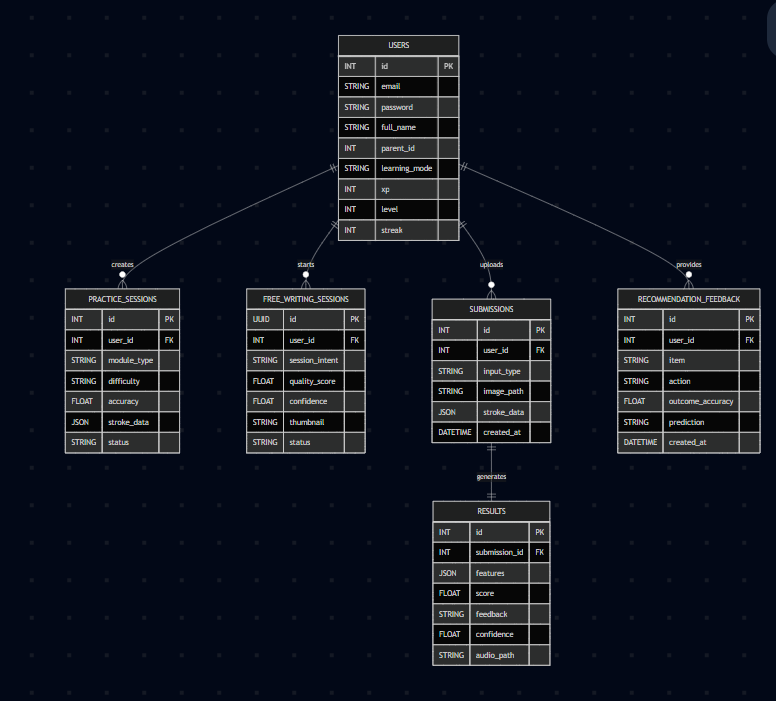 USERS
INT id PK
STRING email
STRING password
STRING full_name
INT parent_id
STRING learning_mode
INT xp
INT level
INT streak
creates
starts
uploads
provides
PRACTICE_SESSIONS
INT id PK
INT user_id FK
STRING module_type
STRING difficulty
FLOAT accuracy
JSON stroke_data
STRING status
FREE_WRITING_SESSIONS
UUID id PK
INT user_id FK
STRING session_intent
FLOAT quality_score
FLOAT confidence
STRING thumbnail
STRING status
SUBMISSIONS
INT id PK
INT user_id FK
STRING input_type
STRING image_path
JSON stroke_data
DATETIME created_at
RECOMMENDATION_FEEDBACK
INT id PK
INT user_id FK
STRING item
STRING action
FLOAT outcome_accuracy
STRING prediction
DATETIME created_at
generates
RESULTS
INT id PK
INT submission_id FK
JSON features
FLOAT score
STRING feedback
FLOAT confidence
STRING audio_path